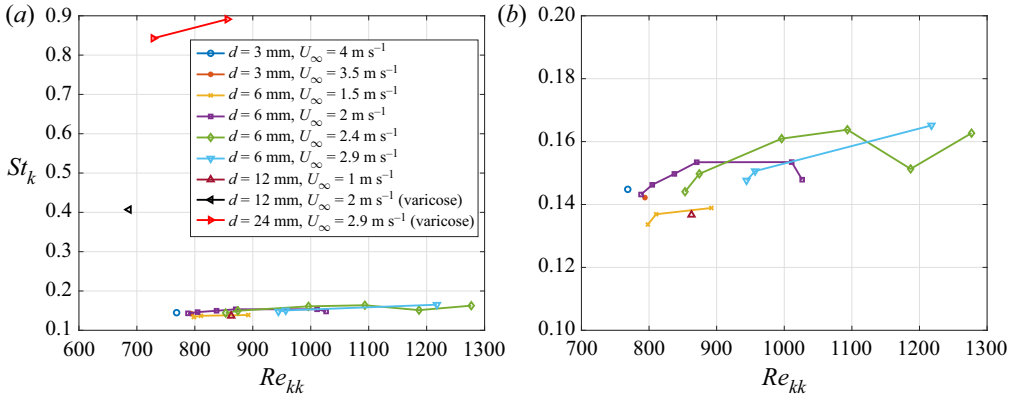 (a)
0.9
0.8
0.7
0.6
0.5
0.4
0.3
0.2
0.1
St_k
600 700 800 900 1000 1100 1200 1300
Re_kk
d = 3 mm, U_∞ = 4 m s⁻¹
d = 3 mm, U_∞ = 3.5 m s⁻¹
d = 6 mm, U_∞ = 1.5 m s⁻¹
d = 6 mm, U_∞ = 2 m s⁻¹
d = 6 mm, U_∞ = 2.4 m s⁻¹
d = 6 mm, U_∞ = 2.9 m s⁻¹
d = 12 mm, U_∞ = 1 m s⁻¹
d = 12 mm, U_∞ = 2 m s⁻¹ (varicose)
d = 24 mm, U_∞ = 2.9 m s⁻¹ (varicose)
(b)
0.20
0.18
0.16
0.14
0.12
0.10
700 800 900 1000 1100 1200 1300
Re_kk